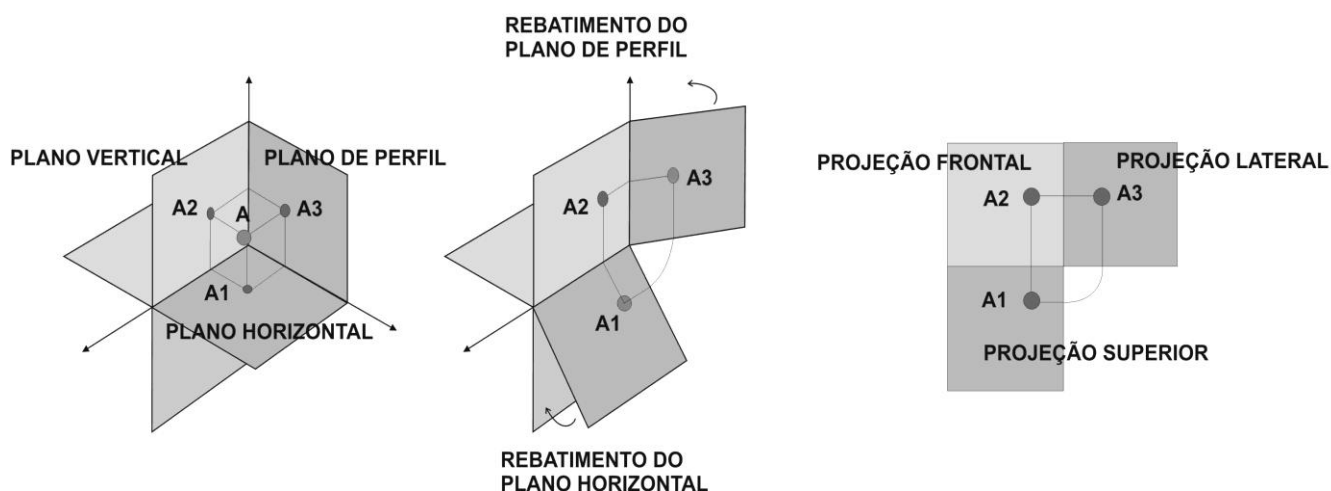 PLANO VERTICAL
PLANO DE PERFIL
A2
A
A3
A1
PLANO HORIZONTAL
REBATIMENTO DO
PLANO DE PERFIL
A2
A3
A1
REBATIMENTO DO
PLANO HORIZONTAL
PROJEÇÃO FRONTAL
PROJEÇÃO LATERAL
A2
A3
A1
PROJEÇÃO SUPERIOR